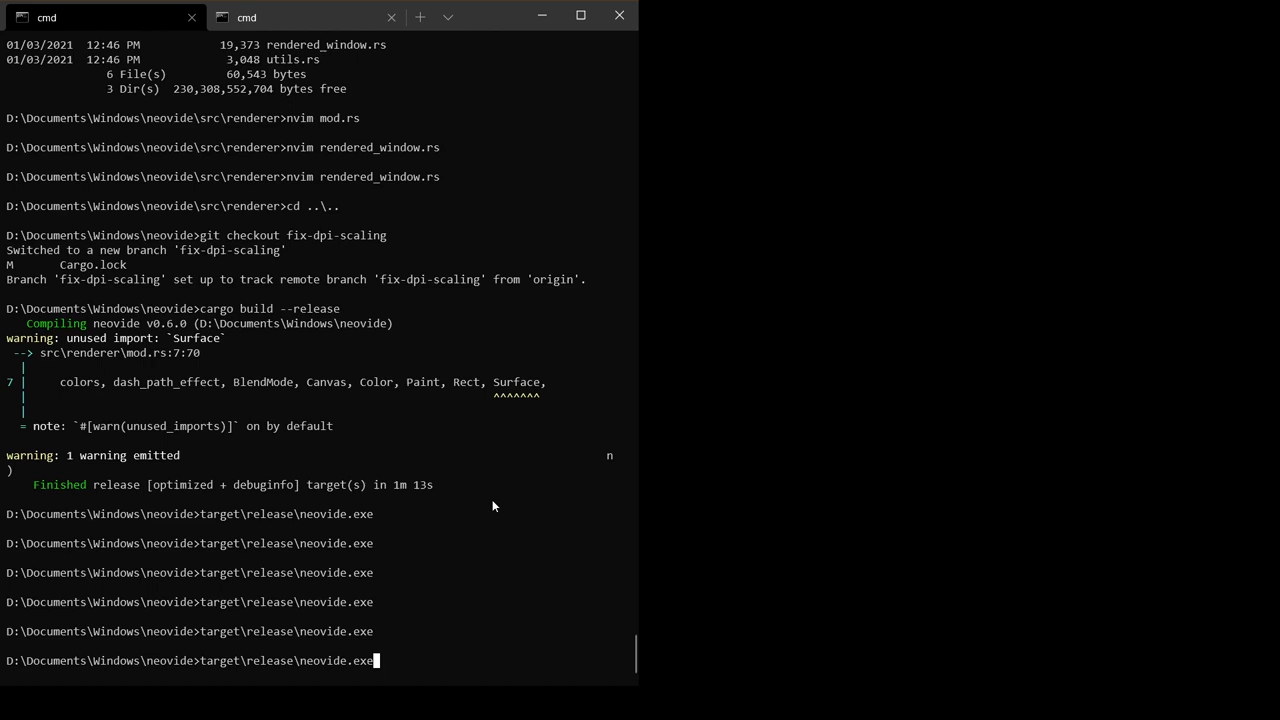 cmd
cmd
01/03/2021  12:46 PM            19,373 rendered_window.rs
01/03/2021  12:46 PM             3,048 utils.rs
               6 File(s)         60,543 bytes
               3 Dir(s)  230,308,552,704 bytes free
D:\Documents\Windows\neovide\src\renderer>nvim mod.rs
D:\Documents\Windows\neovide\src\renderer>nvim rendered_window.rs
D:\Documents\Windows\neovide\src\renderer>nvim rendered_window.rs
D:\Documents\Windows\neovide\src\renderer>cd ..\..
D:\Documents\Windows\neovide>git checkout fix-dpi-scaling
Switched to a new branch 'fix-dpi-scaling'
M       Cargo.lock
Branch 'fix-dpi-scaling' set up to track remote branch 'fix-dpi-scaling' from 'origin'.
D:\Documents\Windows\neovide>cargo build --release
   Compiling neovide v0.6.0 (D:\Documents\Windows\neovide)
warning: unused import: `Surface`
 --> src\renderer\mod.rs:7:70
  |
7 |     colors, dash_path_effect, BlendMode, Canvas, Color, Paint, Rect, Surface,
  |                                                                      ^^^^^^^
  |
  = note: `#[warn(unused_imports)]` on by default
warning: 1 warning emitted                                                                n
)
    Finished release [optimized + debuginfo] target(s) in 1m 13s
D:\Documents\Windows\neovide>target\release\neovide.exe
D:\Documents\Windows\neovide>target\release\neovide.exe
D:\Documents\Windows\neovide>target\release\neovide.exe
D:\Documents\Windows\neovide>target\release\neovide.exe
D:\Documents\Windows\neovide>target\release\neovide.exe
D:\Documents\Windows\neovide>target\release\neovide.exe